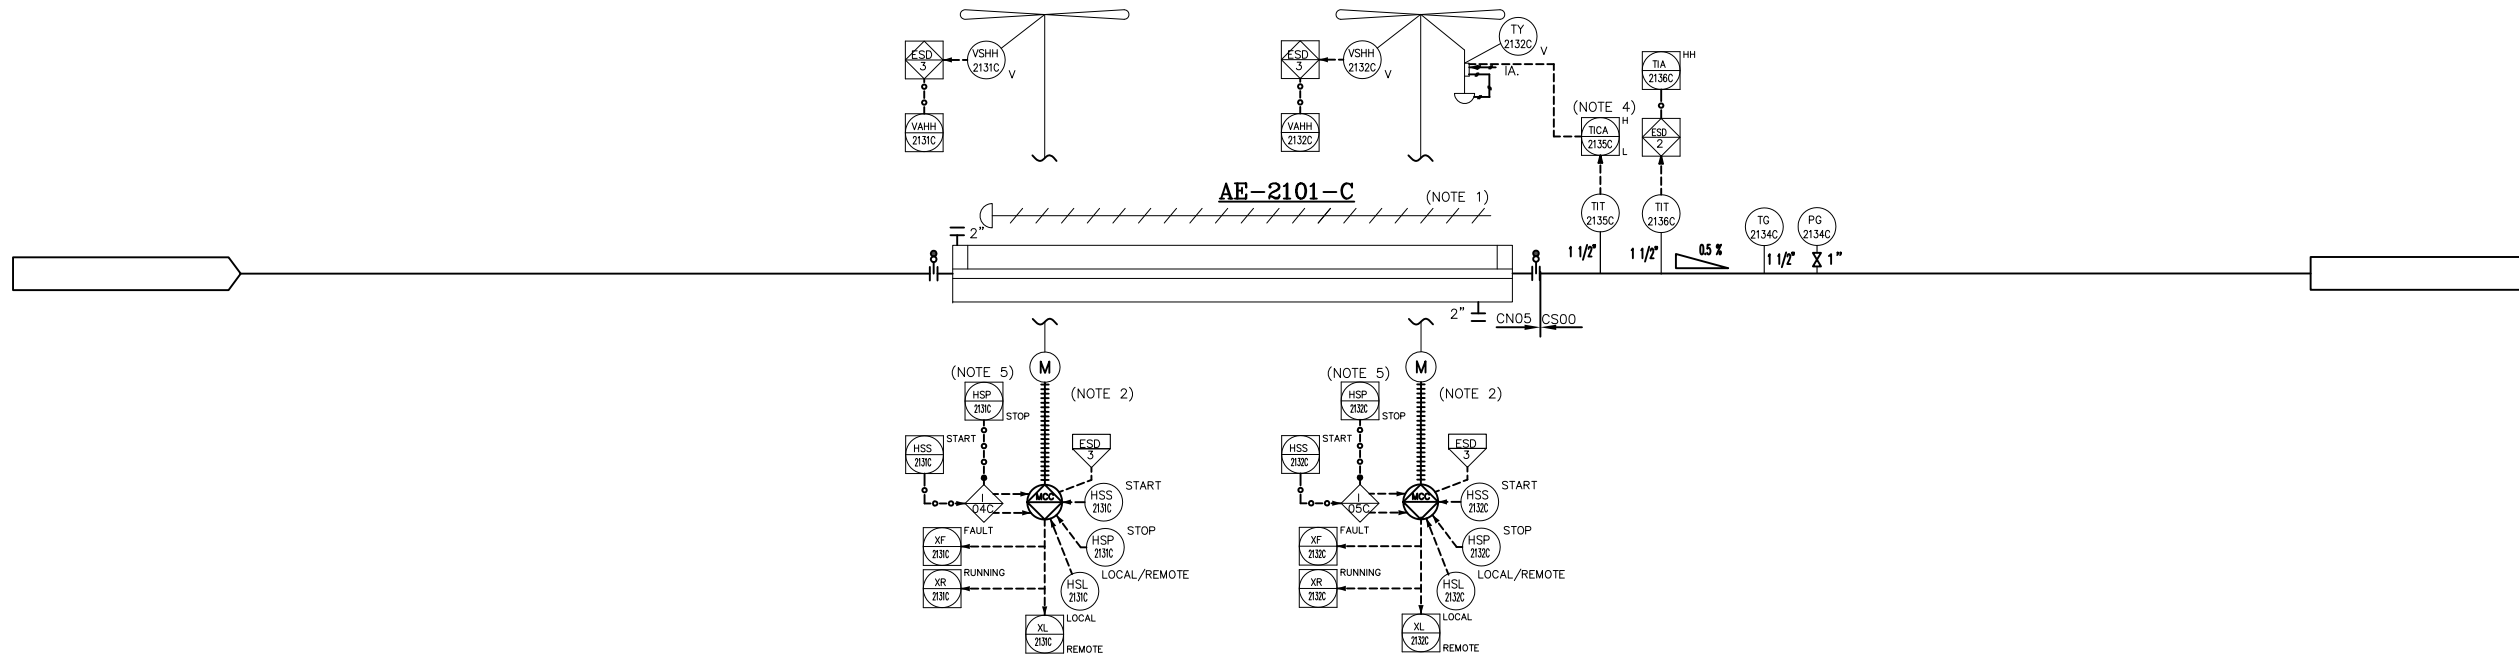 ESD
3
VSHH
2131C
V
VAHH
2131C
ESD
3
VSHH
2132C
V
VAHH
2132C
TY
2132C
V
IA.
TIA
2136C
HH
(NOTE 4)
TICA
2135C
H
L
ESD
2
AE-2101-C
(NOTE 1)
TIT
2135C
TIT
2136C
TG
2134C
PG
2134C
2"
8
8
1 1/2"
1 1/2"
0.5 %
1 1/2"
1"
2"
CN05
CS00
M
(NOTE 5)
(NOTE 2)
HSP
2131C
STOP
HSS
2131C
START
ESD
3
I
04C
MCC
HSS
2131C
START
XF
2131C
FAULT
HSP
2131C
STOP
XR
2131C
RUNNING
HSL
2131C
LOCAL/REMOTE
XL
2131C
LOCAL
REMOTE
M
(NOTE 5)
(NOTE 2)
HSP
2132C
STOP
HSS
2132C
START
ESD
3
I
05C
MCC
HSS
2132C
START
XF
2132C
FAULT
HSP
2132C
STOP
XR
2132C
RUNNING
HSL
2132C
LOCAL/REMOTE
XL
2132C
LOCAL
REMOTE